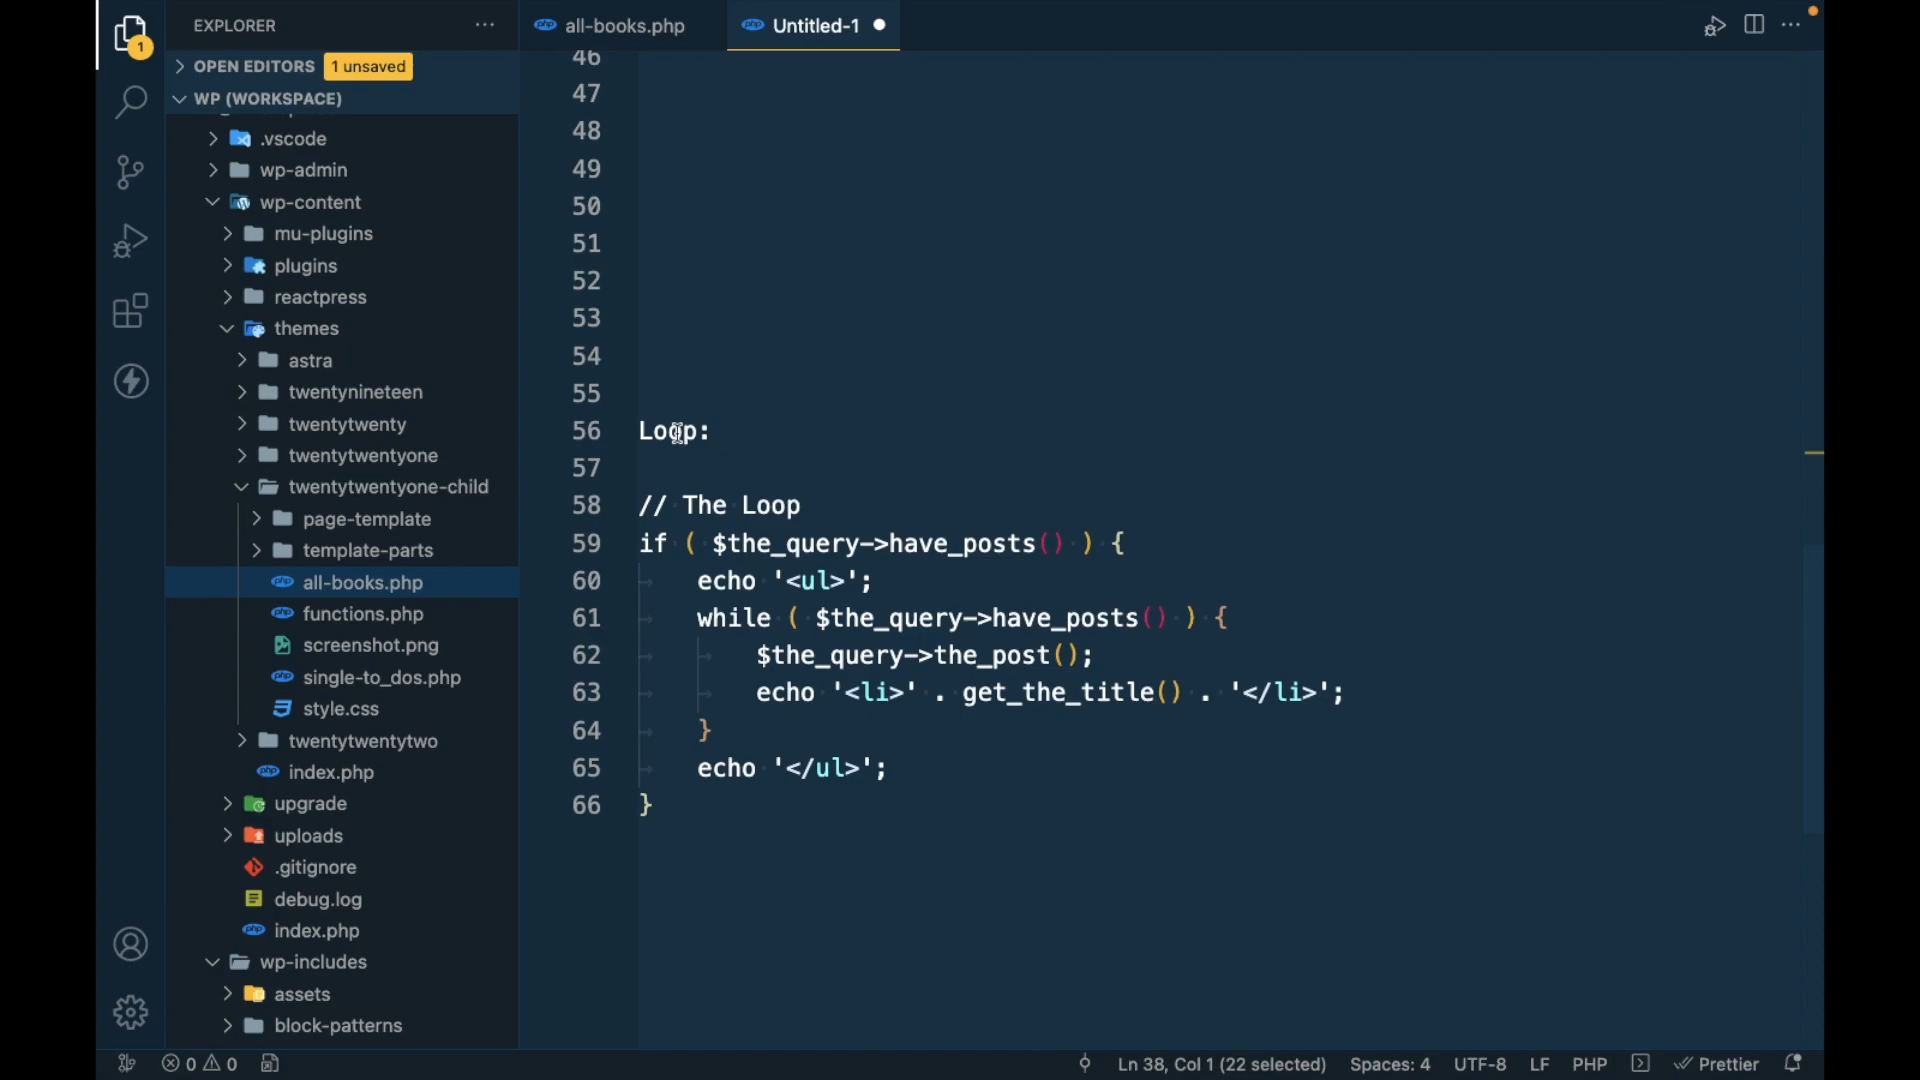 EXPLORER
all-books.php
Untitled-1
OPEN EDITORS
1 unsaved
WP (WORKSPACE)
1
.vscode
wp-admin
wp-content
mu-plugins
plugins
reactpress
themes
astra
twentynineteen
twentytwenty
twentytwentyone
twentytwentyone-child
page-template
template-parts
all-books.php
functions.php
screenshot.png
single-to_dos.php
style.css
twentytwentytwo
index.php
upgrade
uploads
.gitignore
debug.log
index.php
wp-includes
assets
block-patterns
46
47
48
49
50
51
52
53
54
55
56 Loop:
57
58 // The Loop
59 if ( $the_query->have_posts() ) {
60 echo '<ul>';
61 while ( $the_query->have_posts() ) {
62 $the_query->the_post();
63 echo '<li>' . get_the_title() . '</li>';
64 }
65 echo '</ul>';
66 }
0 0
Ln 38, Col 1 (22 selected) Spaces: 4 UTF-8 LF PHP Prettier